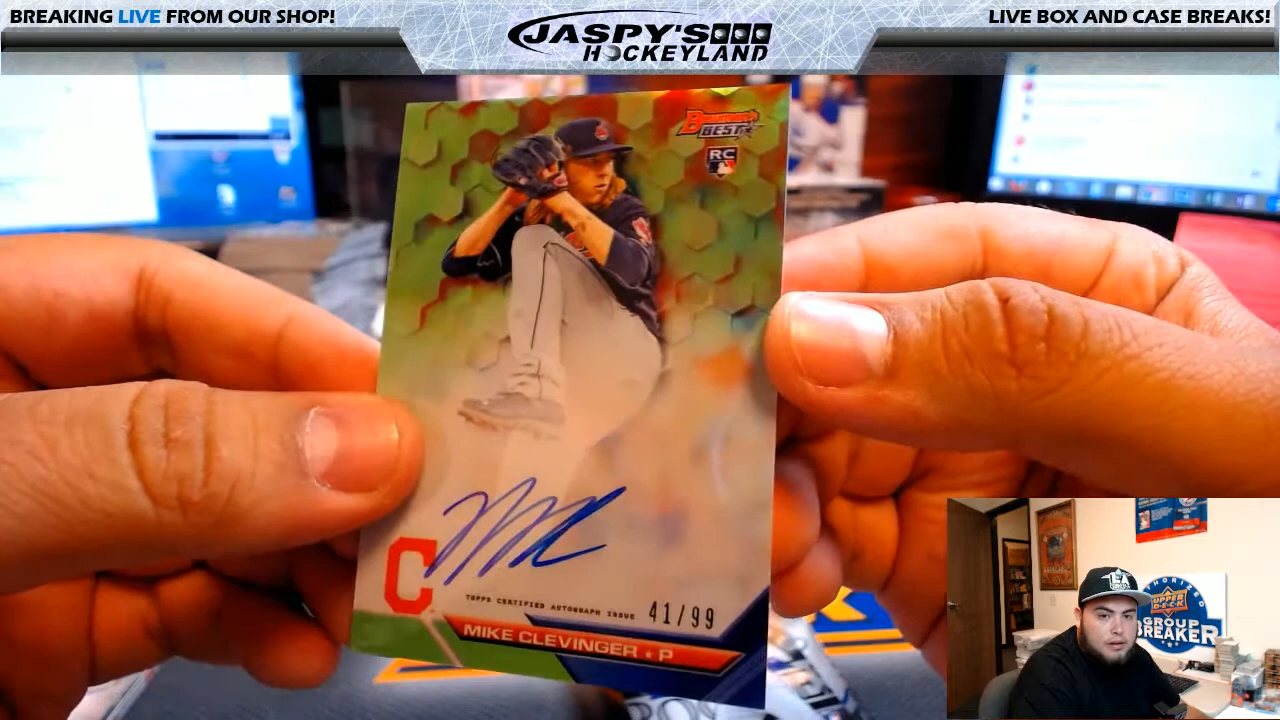 BREAKING LIVE FROM OUR SHOP!
JASPY'S
HOCKEYLAND
LIVE BOX AND CASE BREAKS!
BOWMAN'S
BEST
RC
C
TOPPS CERTIFIED AUTOGRAPH ISSUE
41/99
MIKE CLEVINGER ★ P
AUTHORIZED
UPPER
DECK
GROUP
BREAKER